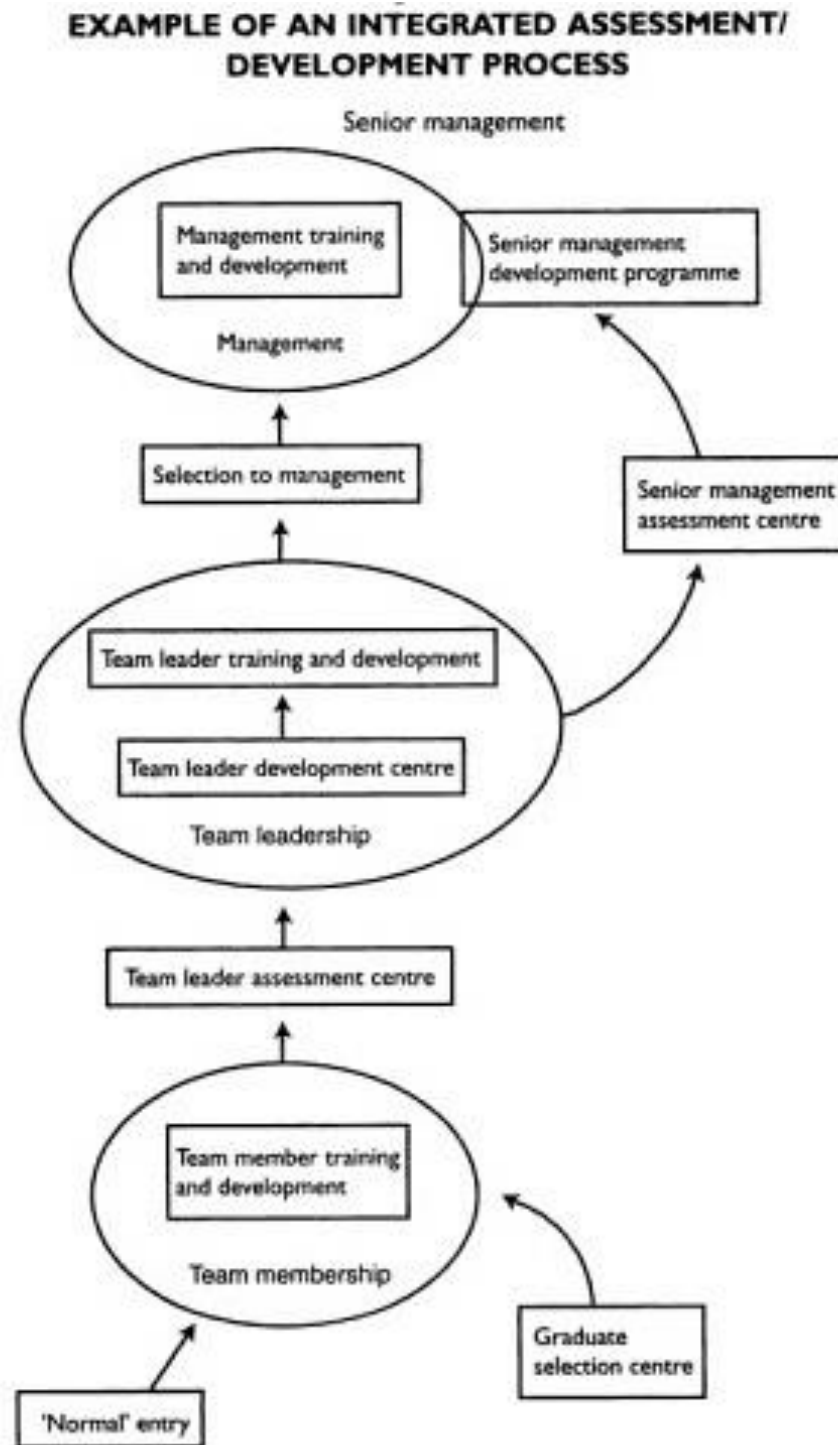 EXAMPLE OF AN INTEGRATED ASSESSMENT/
DEVELOPMENT PROCESS
Senior management
Management training
and development
Senior management
development programme
Management
Selection to management
Senior management
assessment centre
Team leader training and development
Team leader development centre
Team leadership
Team leader assessment centre
Team member training
and development
Team membership
Graduate
selection centre
'Normal' entry